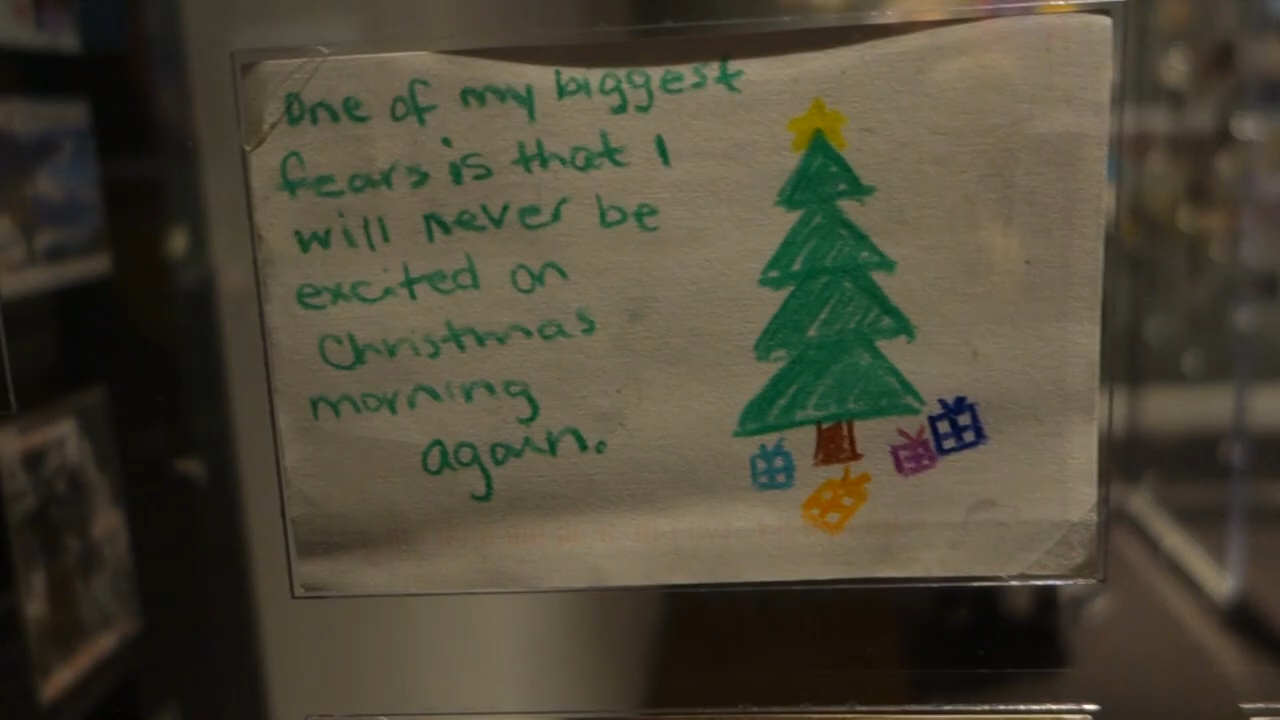 One of my biggest
fears is that I
will never be
excited on
Christmas
morning
again.